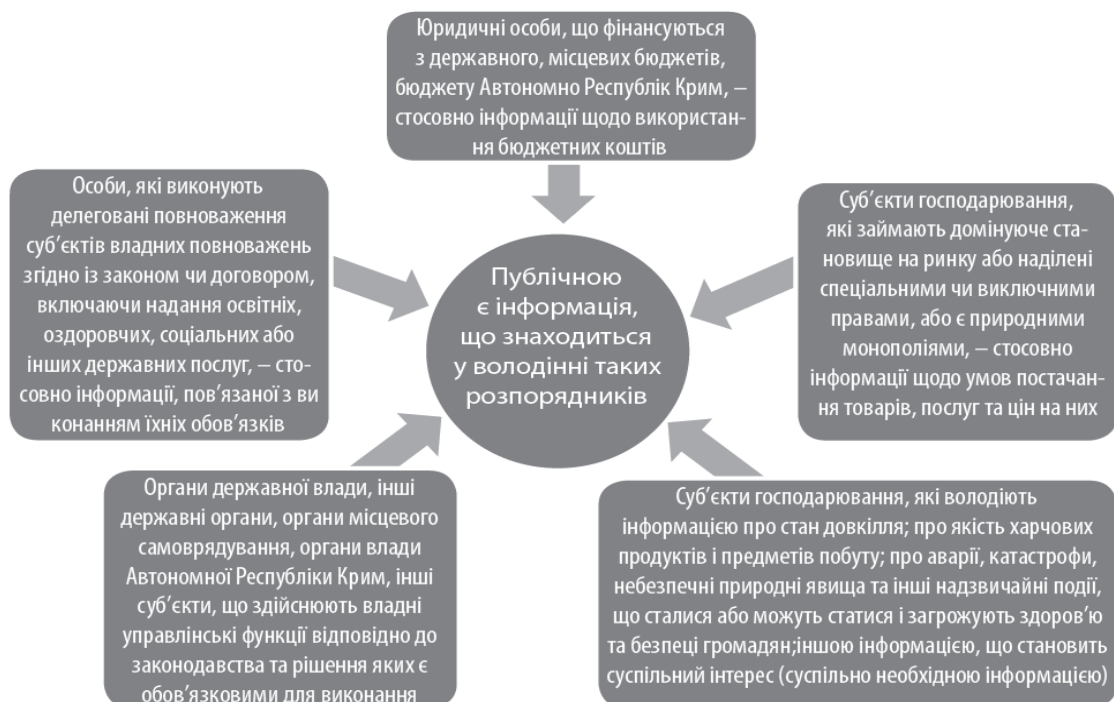 Юридичні особи, що фінансуються
з державного, місцевих бюджетів,
бюджету Автономно Республік Крим, –
стосовно інформації щодо використан-
ня бюджетних коштів
Особи, які виконують
делеговані повноваження
суб’єктів владних повноважень
згідно із законом чи договором,
включаючи надання освітніх,
оздоровчих, соціальних або
інших державних послуг, – сто-
совно інформації, пов’язаної з ви
конанням їхніх обов’язків
Публічною
є інформація,
що знаходиться
у володінні таких
розпорядників
Суб’єкти господарювання,
які займають домінуюче ста-
новище на ринку або наділені
спеціальними чи виключними
правами, або є природними
монополіями, – стосовно
інформації щодо умов постачан-
ня товарів, послуг та цін на них
Органи державної влади, інші
державні органи, органи місцевого
самоврядування, органи влади
Автономної Республіки Крим, інші
суб’єкти, що здійснюють владні
управлінські функції відповідно до
законодавства та рішення яких є
обов’язковими для виконання
Суб’єкти господарювання, які володіють
інформацією про стан довкілля; про якість харчових
продуктів і предметів побуту; про аварії, катастрофи,
небезпечні природні явища та інші надзвичайні події,
що сталися або можуть статися і загрожують здоров’ю
та безпеці громадян;іншою інформацією, що становить
суспільний інтерес (суспільно необхідною інформацією)